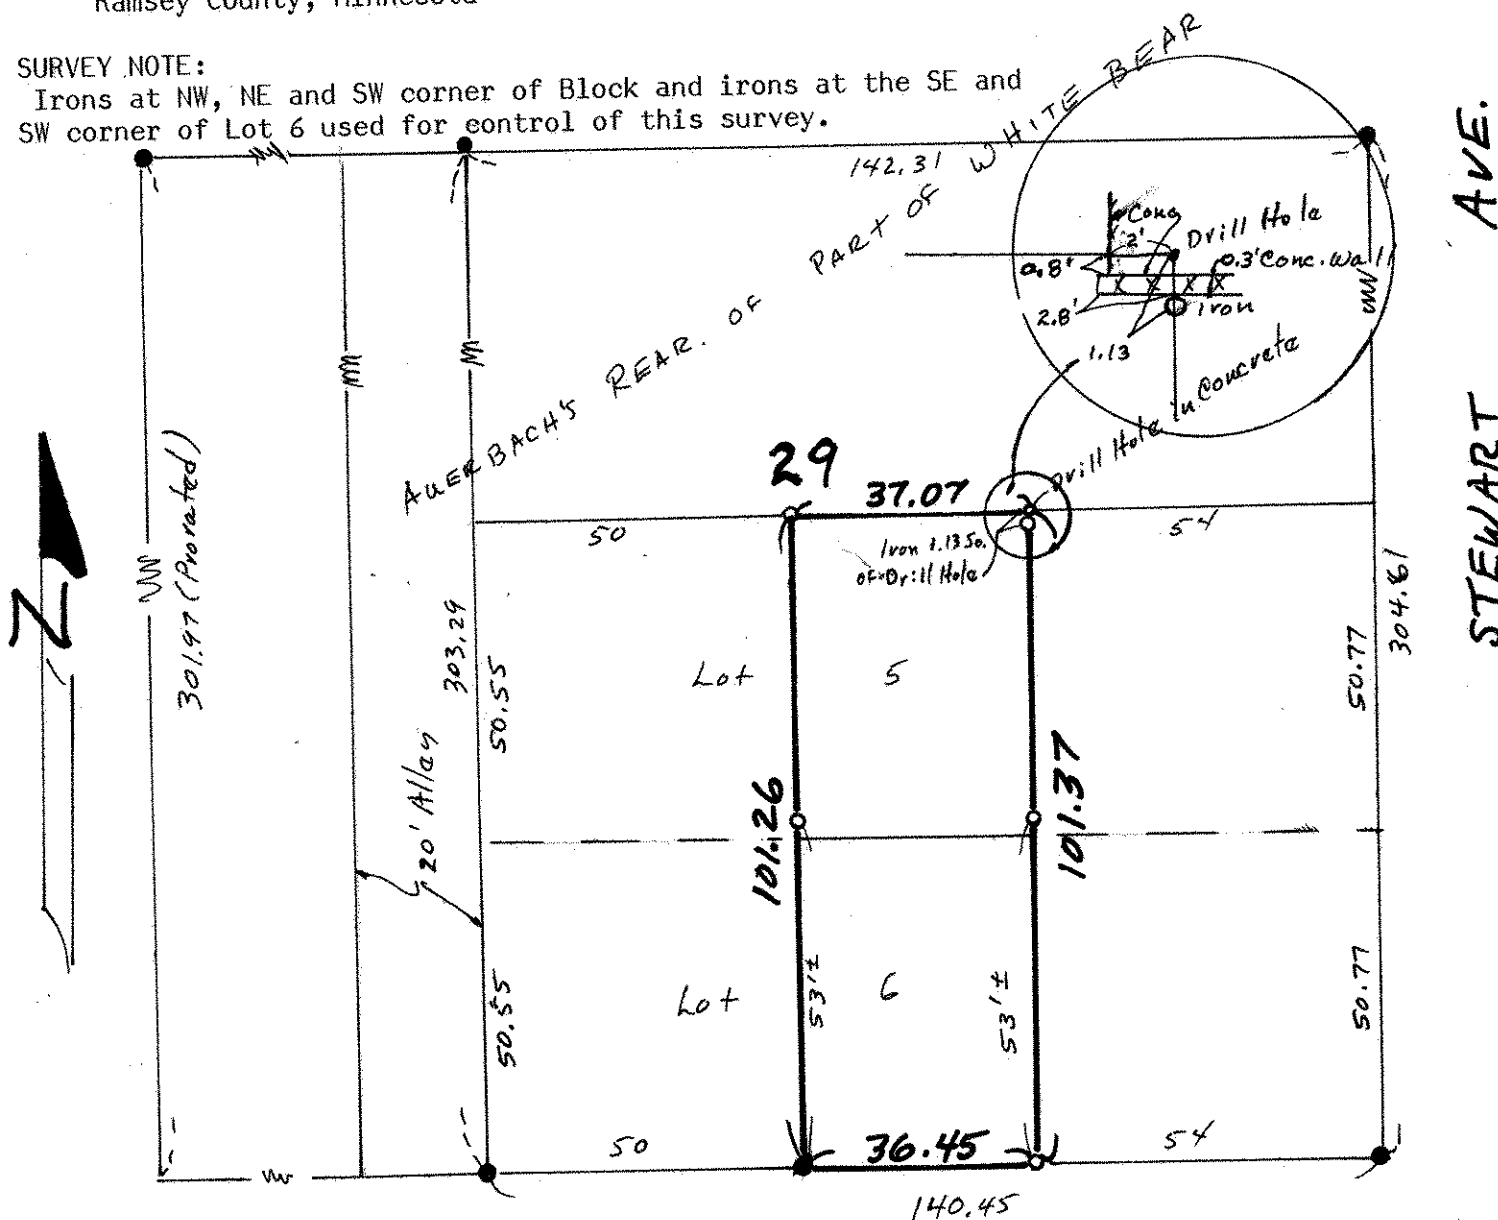 Ramsey County, Minnesota
SURVEY NOTE:
Irons at NW, NE and SW corner of Block and irons at the SE and
SW corner of Lot 6 used for control of this survey.
142.31
AUERBACH'S REAR. OF PART OF WHITE BEAR
Conc
2'
Drill Hole
0.8'
0.3' Conc. Wall
X X X X
2.8'
Iron
1.13
Drill Hole in Concrete
STEWART AVE.
N
301.97 (Prorated)
303.29
29
37.07
50
54
Iron 1.13 So.
of Drill Hole
304.81
50.55
Lot 5
50.77
20' Alley
101.26
101.37
50.55
Lot 6
53'±
53'±
50.77
50
36.45
54
140.45